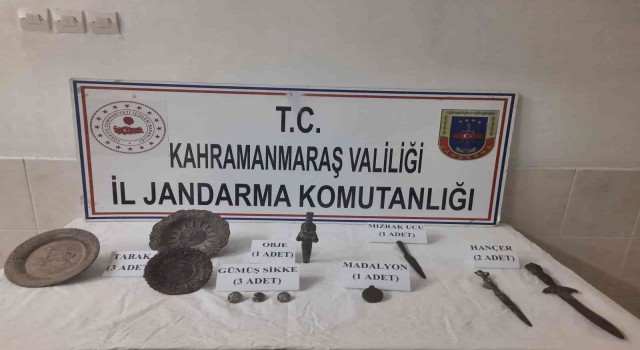 T.C.
KAHRAMANMARAŞ VALİLİĞİ
İL JANDARMA KOMUTANLIĞI
MIZRAK UCU
(1 ADET)
OBJE
(1 ADET)
HANÇER
(2 ADET)
TABAK
(3 ADET)
GÜMÜŞ SİKKE
(3 ADET)
MADALYON
(1 ADET)